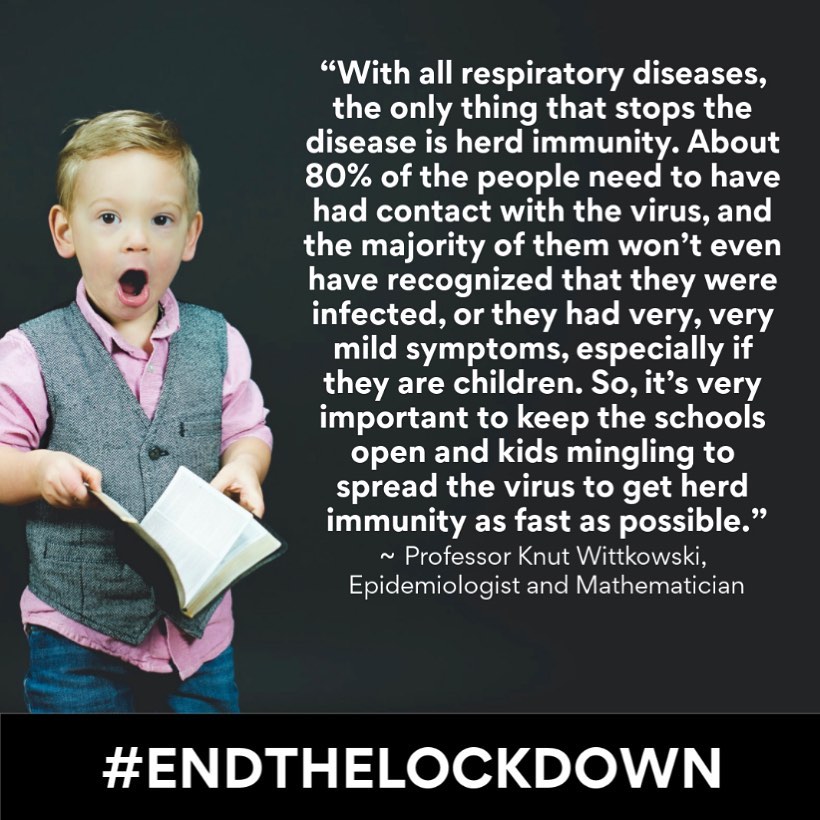 “With all respiratory diseases,
the only thing that stops the
disease is herd immunity. About
80% of the people need to have
had contact with the virus, and
the majority of them won’t even
have recognized that they were
infected, or they had very, very
mild symptoms, especially if
they are children. So, it’s very
important to keep the schools
open and kids mingling to
spread the virus to get herd
immunity as fast as possible.”
~ Professor Knut Wittkowski,
Epidemiologist and Mathematician
#ENDTHELOCKDOWN